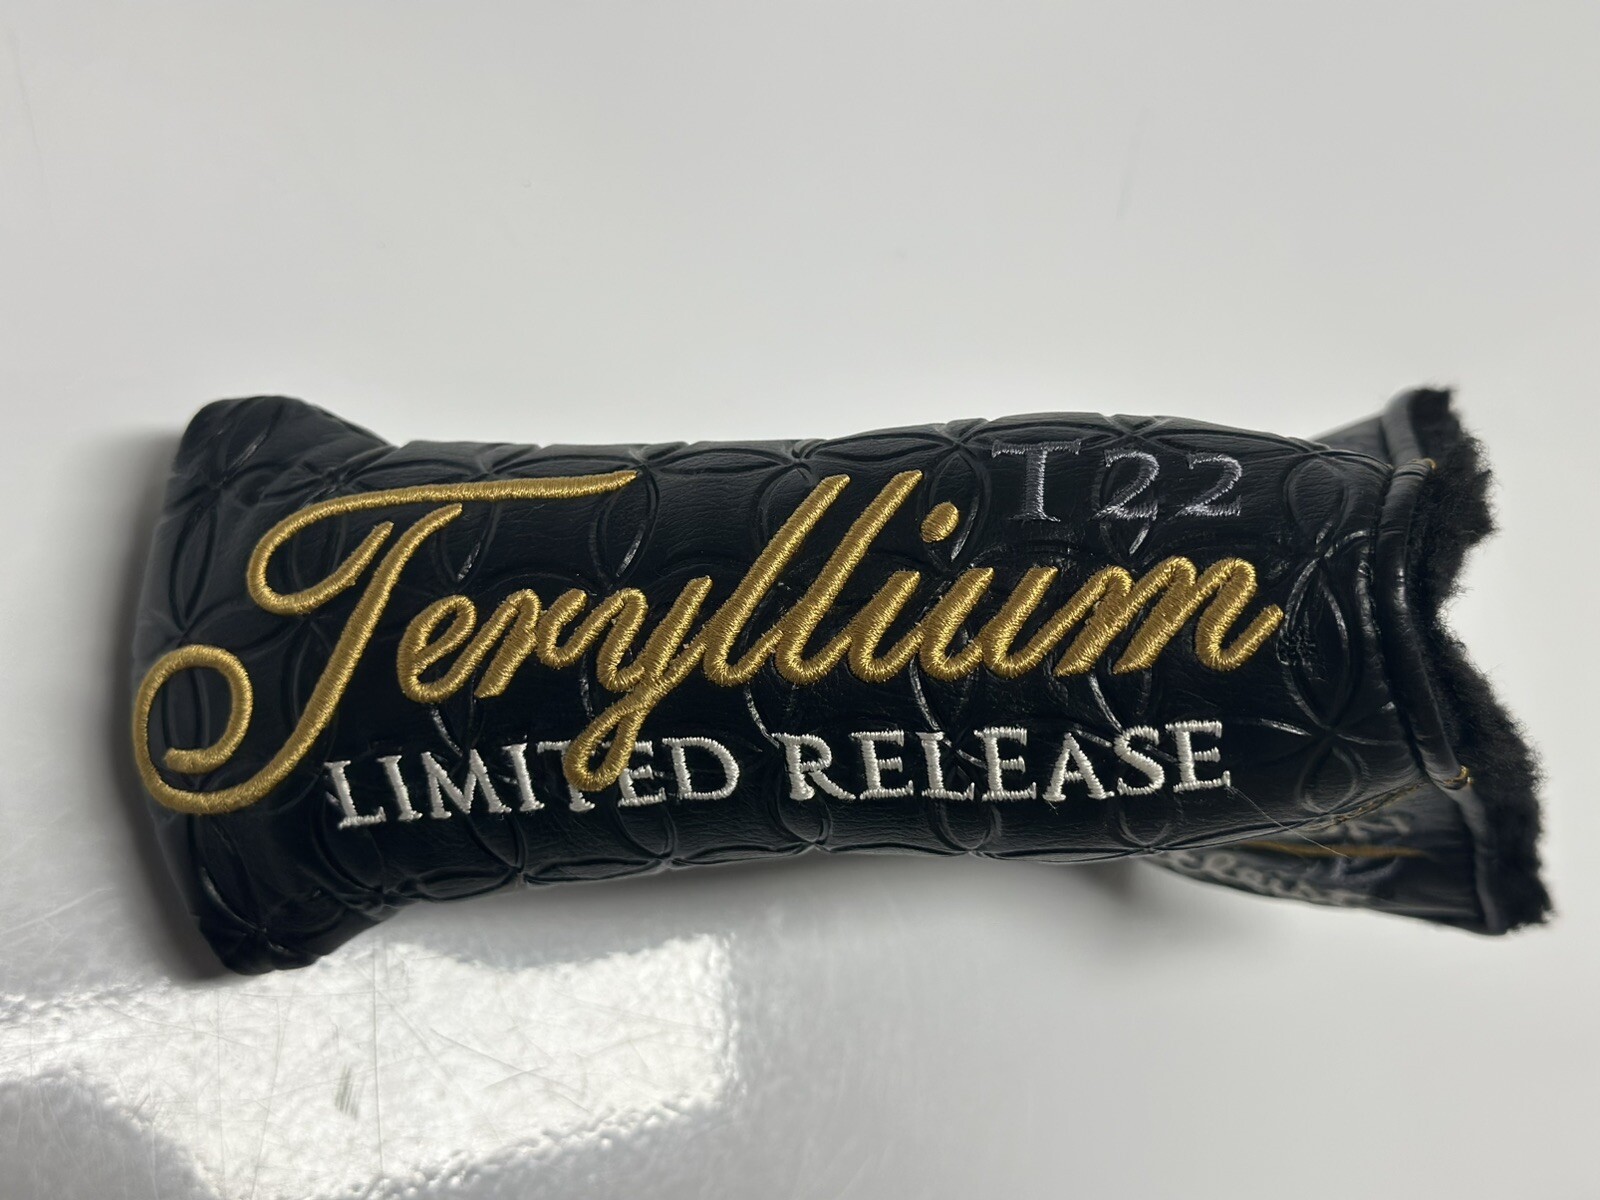 T22
Teryllium
LIMITED RELEASE